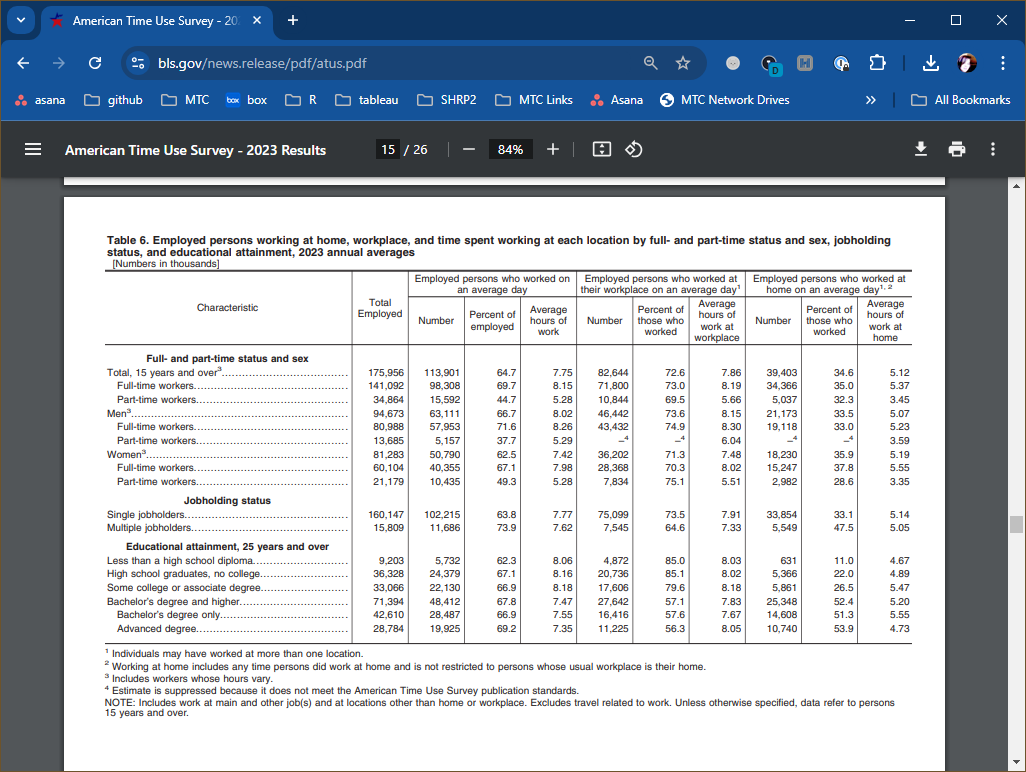 American Time Use Survey - 20
bls.gov/news.release/pdf/atus.pdf
D
H
asana github MTC box box R tableau SHRP2 MTC Links Asana MTC Network Drives » All Bookmarks
American Time Use Survey - 2023 Results 15 / 26 84%
Table 6. Employed persons working at home, workplace, and time spent working at each location by full- and part-time status and sex, jobholding
status, and educational attainment, 2023 annual averages
[Numbers in thousands]
Characteristic
Total
Employed
Employed persons who worked on
an average day
Employed persons who worked at
their workplace on an average day¹
Employed persons who worked at
home on an average day¹, ²
Number
Percent of
employed
Average
hours of
work
Number
Percent of
those who
worked
Average
hours of
work at
workplace
Number
Percent of
those who
worked
Average
hours of
work at
home
Full- and part-time status and sex
Total, 15 years and over³ 175,956 113,901 64.7 7.75 82,644 72.6 7.86 39,403 34.6 5.12
Full-time workers 141,092 98,308 69.7 8.15 71,800 73.0 8.19 34,366 35.0 5.37
Part-time workers 34,864 15,592 44.7 5.28 10,844 69.5 5.66 5,037 32.3 3.45
Men³ 94,673 63,111 66.7 8.02 46,442 73.6 8.15 21,173 33.5 5.07
Full-time workers 80,988 57,953 71.6 8.26 43,432 74.9 8.30 19,118 33.0 5.23
Part-time workers 13,685 5,157 37.7 5.29 –⁴ –⁴ 6.04 –⁴ –⁴ 3.59
Women³ 81,283 50,790 62.5 7.42 36,202 71.3 7.48 18,230 35.9 5.19
Full-time workers 60,104 40,355 67.1 7.98 28,368 70.3 8.02 15,247 37.8 5.55
Part-time workers 21,179 10,435 49.3 5.28 7,834 75.1 5.51 2,982 28.6 3.35
Jobholding status
Single jobholders 160,147 102,215 63.8 7.77 75,099 73.5 7.91 33,854 33.1 5.14
Multiple jobholders 15,809 11,686 73.9 7.62 7,545 64.6 7.33 5,549 47.5 5.05
Educational attainment, 25 years and over
Less than a high school diploma 9,203 5,732 62.3 8.06 4,872 85.0 8.03 631 11.0 4.67
High school graduates, no college 36,328 24,379 67.1 8.16 20,736 85.1 8.02 5,366 22.0 4.89
Some college or associate degree 33,066 22,130 66.9 8.18 17,606 79.6 8.18 5,861 26.5 5.47
Bachelor's degree and higher 71,394 48,412 67.8 7.47 27,642 57.1 7.83 25,348 52.4 5.20
Bachelor's degree only 42,610 28,487 66.9 7.55 16,416 57.6 7.67 14,608 51.3 5.55
Advanced degree 28,784 19,925 69.2 7.35 11,225 56.3 8.05 10,740 53.9 4.73
¹ Individuals may have worked at more than one location.
² Working at home includes any time persons did work at home and is not restricted to persons whose usual workplace is their home.
³ Includes workers whose hours vary.
⁴ Estimate is suppressed because it does not meet the American Time Use Survey publication standards.
NOTE: Includes work at main and other job(s) and at locations other than home or workplace. Excludes travel related to work. Unless otherwise specified, data refer to persons
15 years and over.